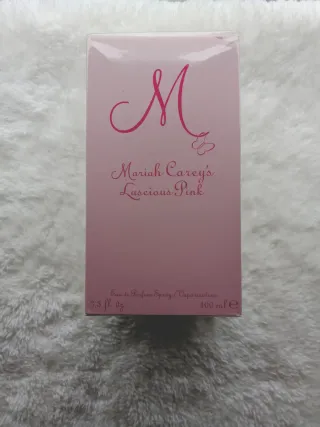 M
Mariah Carey's
Luscious Pink
Eau de Parfum Spray / Vaporisateur
3.3 fl. Oz
100 ml e